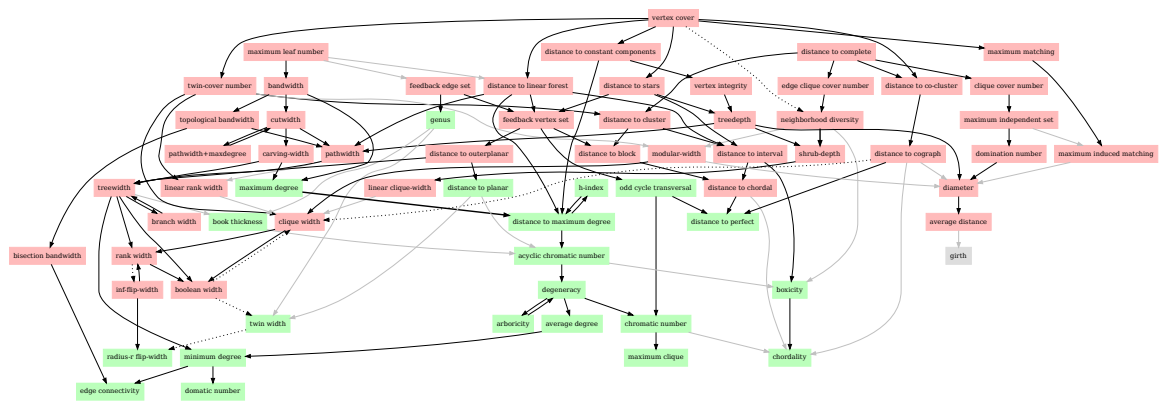 vertex cover
maximum leaf number
distance to constant components
distance to complete
maximum matching
twin-cover number
bandwidth
feedback edge set
distance to linear forest
distance to stars
vertex integrity
edge clique cover number
distance to co-cluster
clique cover number
topological bandwidth
cutwidth
genus
feedback vertex set
distance to cluster
treedepth
neighborhood diversity
maximum independent set
pathwidth+maxdegree
carving-width
pathwidth
distance to outerplanar
distance to block
modular-width
distance to interval
shrub-depth
distance to cograph
domination number
maximum induced matching
treewidth
linear rank width
maximum degree
linear clique-width
distance to planar
h-index
odd cycle transversal
distance to chordal
diameter
branch width
book thickness
clique width
distance to maximum degree
distance to perfect
average distance
bisection bandwidth
rank width
acyclic chromatic number
girth
inf-flip-width
boolean width
degeneracy
boxicity
twin width
arboricity
average degree
chromatic number
radius-r flip-width
minimum degree
maximum clique
chordality
edge connectivity
domatic number